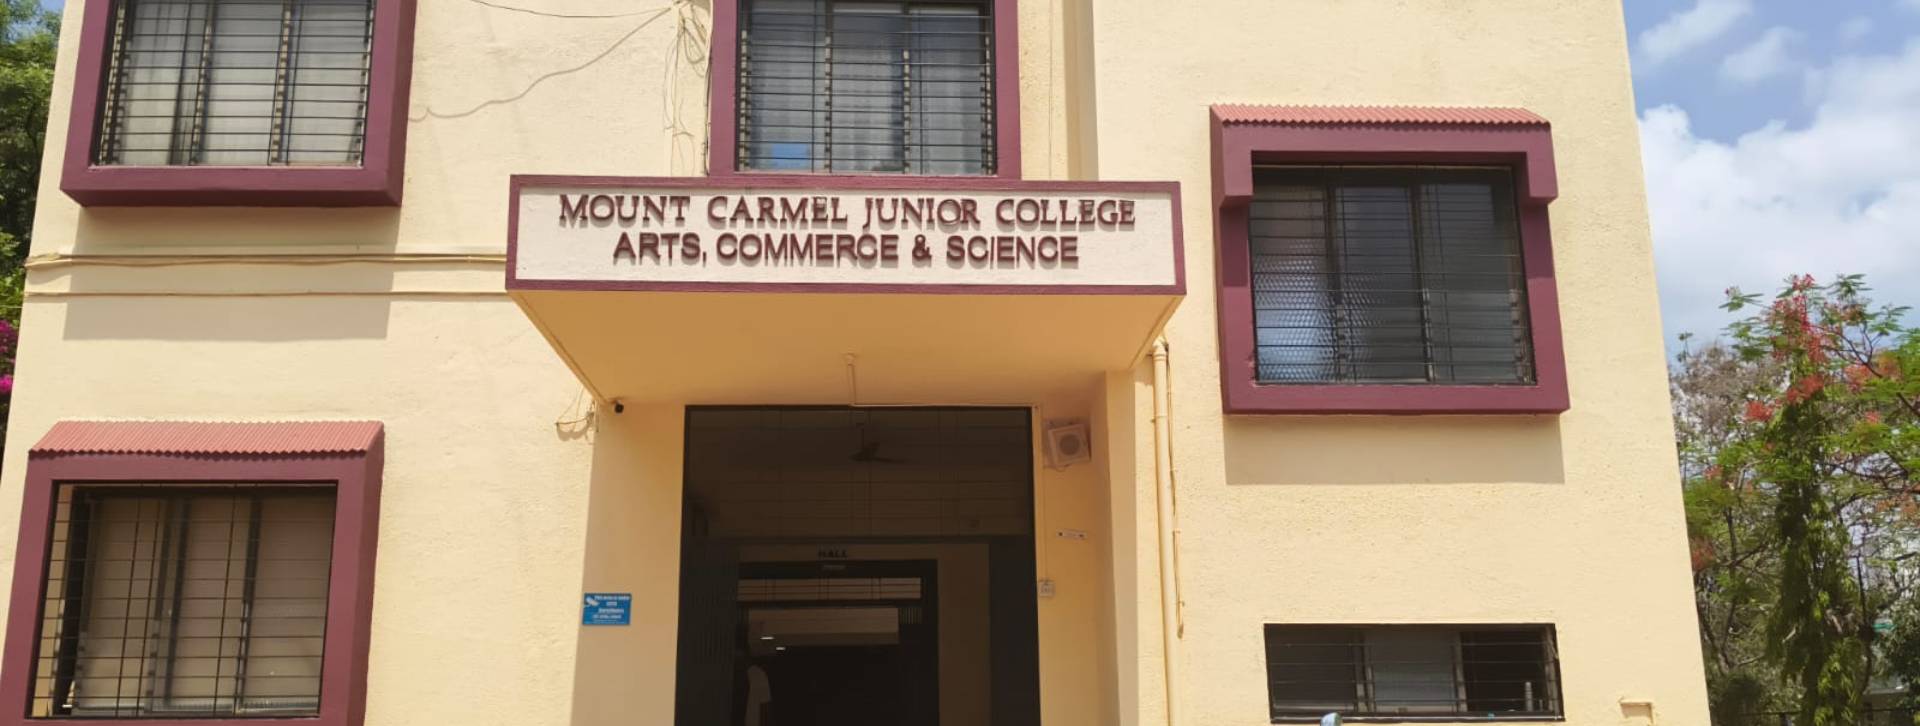 MOUNT CARMEL JUNIOR COLLEGE
ARTS, COMMERCE & SCIENCE
HALL